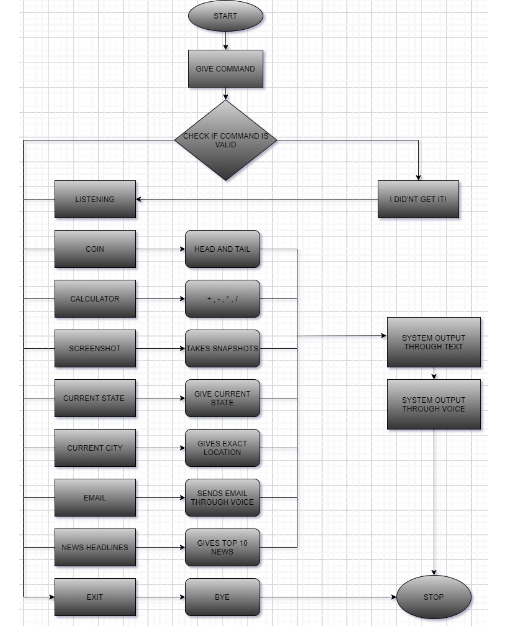 START
GIVE COMMAND
CHECK IF COMMAND IS
VALID
LISTENING
I DID'NT GET IT!
COIN
HEAD AND TAIL
CALCULATOR
+ , - , * , /
SCREENSHOT
TAKES SNAPSHOTS
SYSTEM OUTPUT
THROUGH TEXT
CURRENT STATE
GIVE CURRENT
STATE
SYSTEM OUTPUT
THROUGH VOICE
CURRENT CITY
GIVES EXACT
LOCATION
EMAIL
SENDS EMAIL
THROUGH VOICE
NEWS HEADLINES
GIVES TOP 10
NEWS
EXIT
BYE
STOP